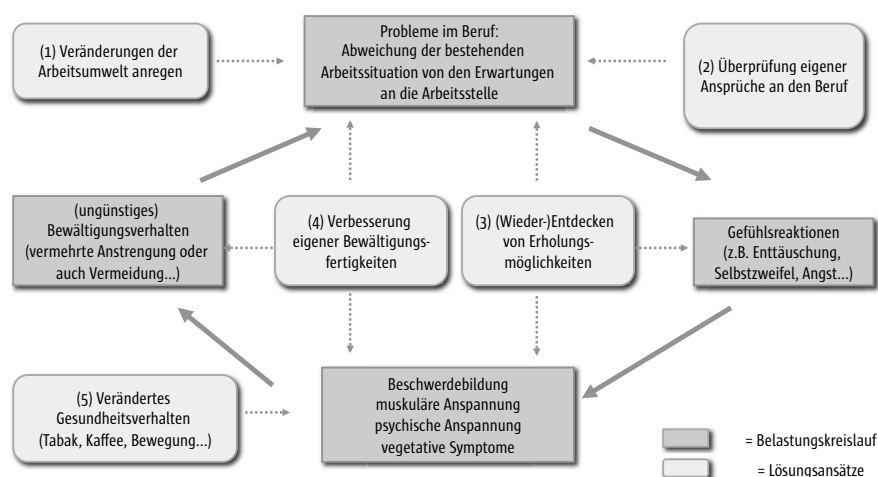 Probleme im Beruf:
Abweichung der bestehenden
Arbeitssituation von den Erwartungen
an die Arbeitsstelle
(1) Veränderungen der
Arbeitsumwelt anregen
(2) Überprüfung eigener
Ansprüche an den Beruf
(ungünstiges)
Bewältigungsverhalten
(vermehrte Anstrengung oder
auch Vermeidung...)
(4) Verbesserung
eigener Bewältigungs-
fertigkeiten
(3) (Wieder-)Entdecken
von Erholungs-
möglichkeiten
Gefühlsreaktionen
(z.B. Enttäuschung,
Selbstzweifel, Angst...)
(5) Verändertes
Gesundheitsverhalten
(Tabak, Kaffee, Bewegung...)
Beschwerdebildung
muskuläre Anspannung
psychische Anspannung
vegetative Symptome
= Belastungskreislauf
= Lösungsansätze